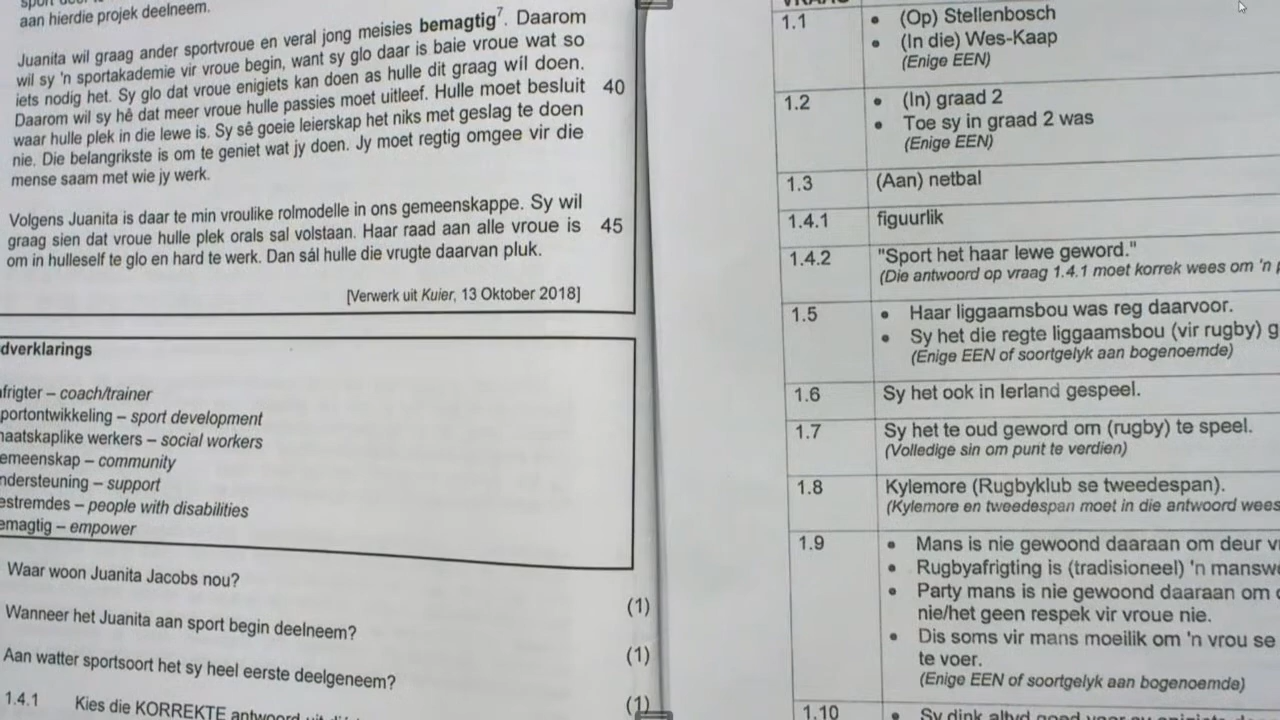 aan hierdie projek deelneem.
Juanita wil graag ander sportvroue en veral jong meisies bemagtig⁷. Daarom
wil sy 'n sportakademie vir vroue begin, want sy glo daar is baie vroue wat so
iets nodig het. Sy glo dat vroue enigiets kan doen as hulle dit graag wil doen.
Daarom wil sy hê dat meer vroue hulle passies moet uitleef. Hulle moet besluit 40
waar hulle plek in die lewe is. Sy sê goeie leierskap het niks met geslag te doen
nie. Die belangrikste is om te geniet wat jy doen. Jy moet regtig omgee vir die
mense saam met wie jy werk.
Volgens Juanita is daar te min vroulike rolmodelle in ons gemeenskappe. Sy wil
graag sien dat vroue hulle plek orals sal volstaan. Haar raad aan alle vroue is 45
om in hulleself te glo en hard te werk. Dan sál hulle die vrugte daarvan pluk.
[Verwerk uit Kuier, 13 Oktober 2018]
dverklarings
frigter – coach/trainer
portontwikkeling – sport development
aatskaplike werkers – social workers
emeenskap – community
ndersteuning – support
estremdes – people with disabilities
emagtig – empower
Waar woon Juanita Jacobs nou? (1)
Wanneer het Juanita aan sport begin deelneem? (1)
Aan watter sportsoort het sy heel eerste deelgeneem? (1)
1.4.1 Kies die KORREKTE antwoord
1.1 • (Op) Stellenbosch
• (In die) Wes-Kaap
(Enige EEN)
1.2 • (In) graad 2
• Toe sy in graad 2 was
(Enige EEN)
1.3 (Aan) netbal
1.4.1 figuurlik
1.4.2 "Sport het haar lewe geword."
(Die antwoord op vraag 1.4.1 moet korrek wees om 'n
1.5 • Haar liggaamsbou was reg daarvoor.
• Sy het die regte liggaamsbou (vir rugby) g
(Enige EEN of soortgelyk aan bogenoemde)
1.6 Sy het ook in Ierland gespeel.
1.7 Sy het te oud geword om (rugby) te speel.
(Volledige sin om punt te verdien)
1.8 Kylemore (Rugbyklub se tweedespan).
(Kylemore en tweedespan moet in die antwoord wees
1.9 • Mans is nie gewoond daaraan om deur v
• Rugbyafrigting is (tradisioneel) 'n mansw
• Party mans is nie gewoond daaraan om
nie/het geen respek vir vroue nie.
• Dis soms vir mans moeilik om 'n vrou se
te voer.
(Enige EEN of soortgelyk aan bogenoemde)
1.10 • Sy dink altyd goed